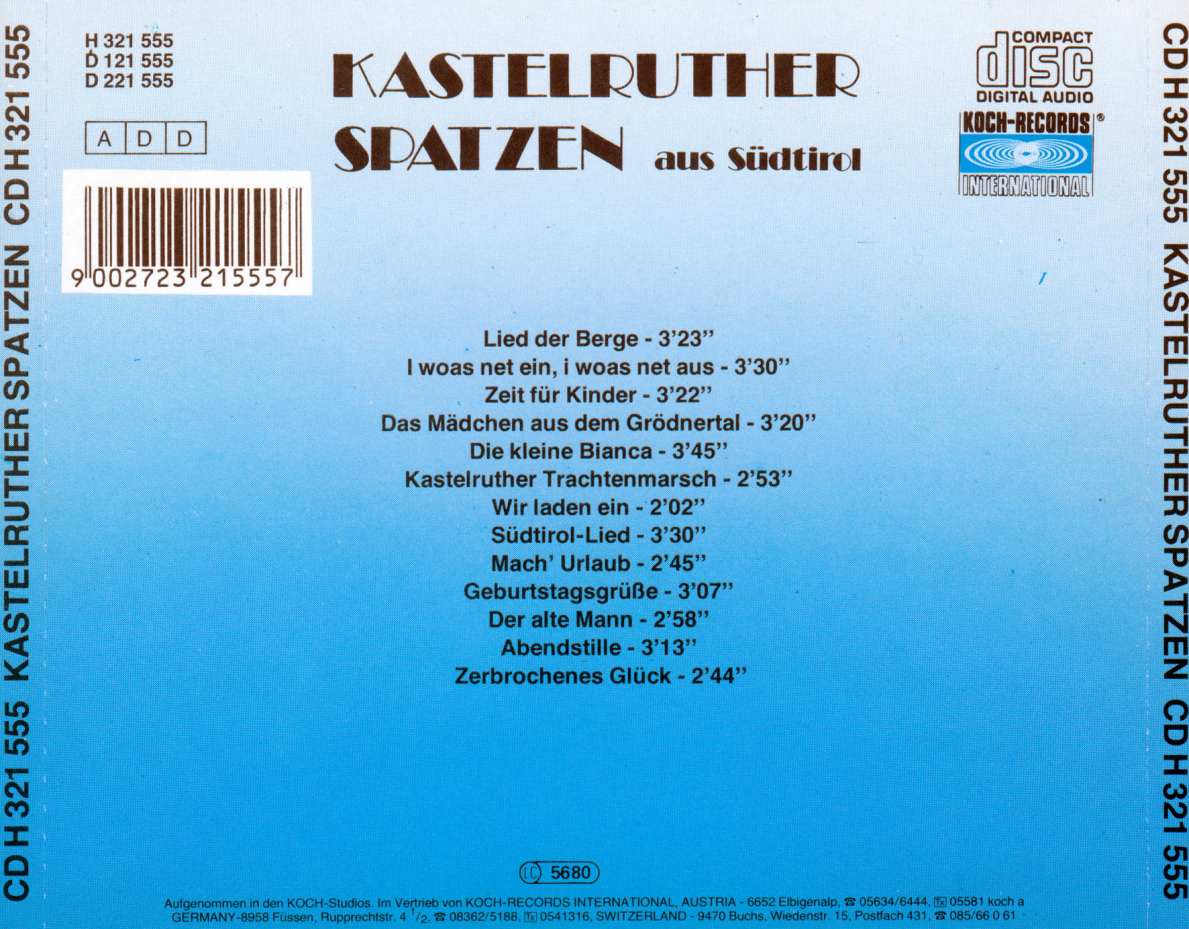 CD H 321 555 KASTELRUTHER SPATZEN CD H 321 555
H 321 555
D 121 555
D 221 555
A D D
9 002723 215557
KASTELRUTHER
SPATZEN aus Südtirol
COMPACT
disc
DIGITAL AUDIO
KOCH-RECORDS®
INTERNATIONAL
Lied der Berge - 3'23”
I woas net ein, i woas net aus - 3'30”
Zeit für Kinder - 3'22”
Das Mädchen aus dem Grödnertal - 3'20”
Die kleine Bianca - 3'45”
Kastelruther Trachtenmarsch - 2'53”
Wir laden ein - 2'02”
Südtirol-Lied - 3'30”
Mach' Urlaub - 2'45”
Geburtstagsgrüße - 3'07”
Der alte Mann - 2'58”
Abendstille - 3'13”
Zerbrochenes Glück - 2'44”
LC 5680
Aufgenommen in den KOCH-Studios. Im Vertrieb von KOCH-RECORDS INTERNATIONAL, AUSTRIA - 6652 Elbigenalp, ☎ 05634/6444, Tx 05581 koch a
GERMANY-8958 Füssen, Rupprechtstr. 4 1/2, ☎ 08362/5188, Tx 0541316, SWITZERLAND - 9470 Buchs, Wiedenstr. 15, Postfach 431, ☎ 085/66 0 61
CD H 321 555 KASTELRUTHER SPATZEN CD H 321 555